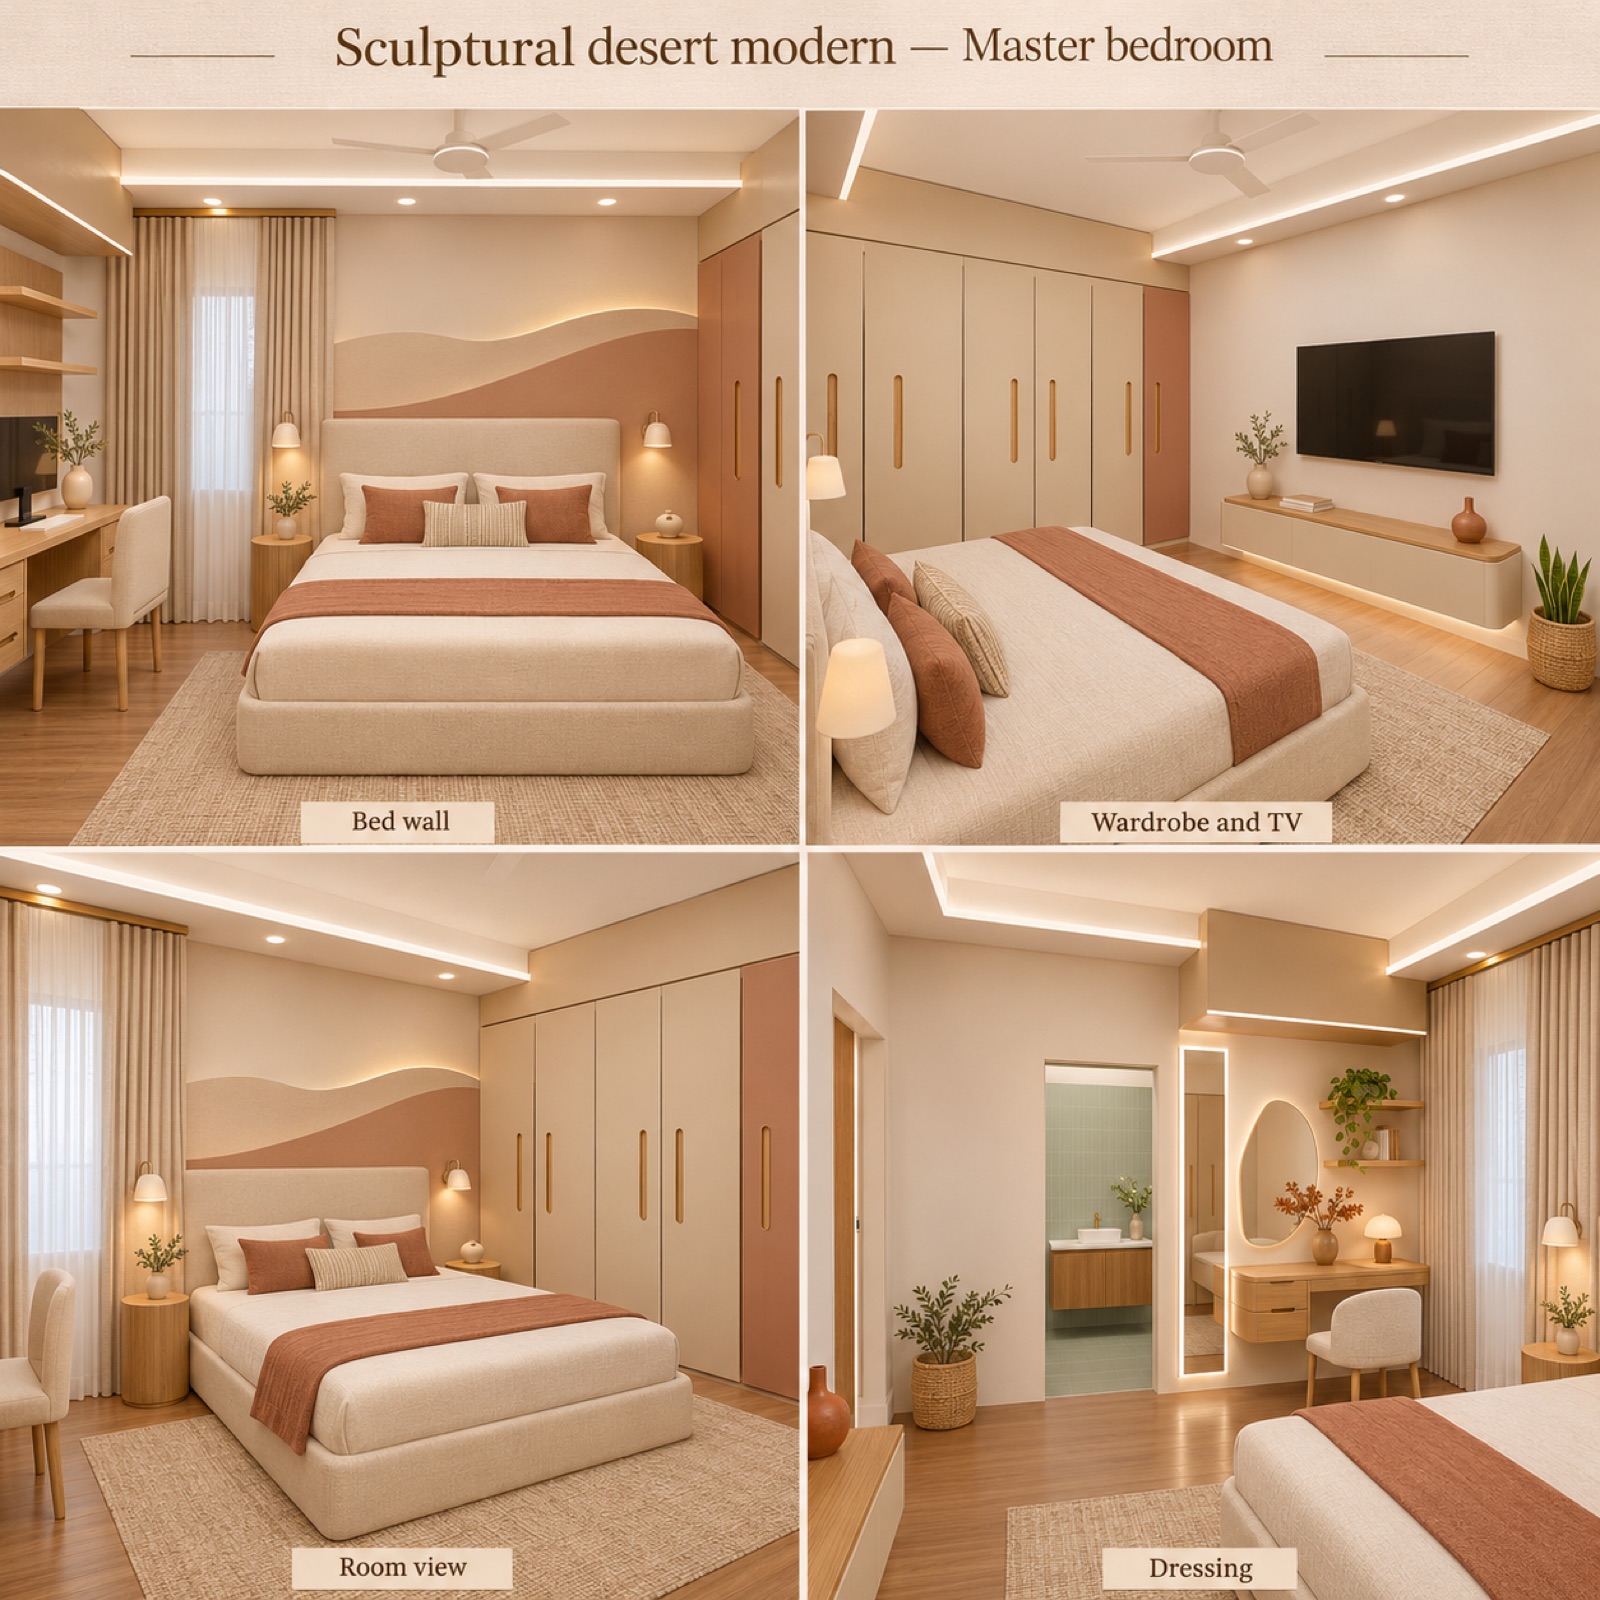 Sculptural desert modern — Master bedroom
Bed wall
Wardrobe and TV
Room view
Dressing